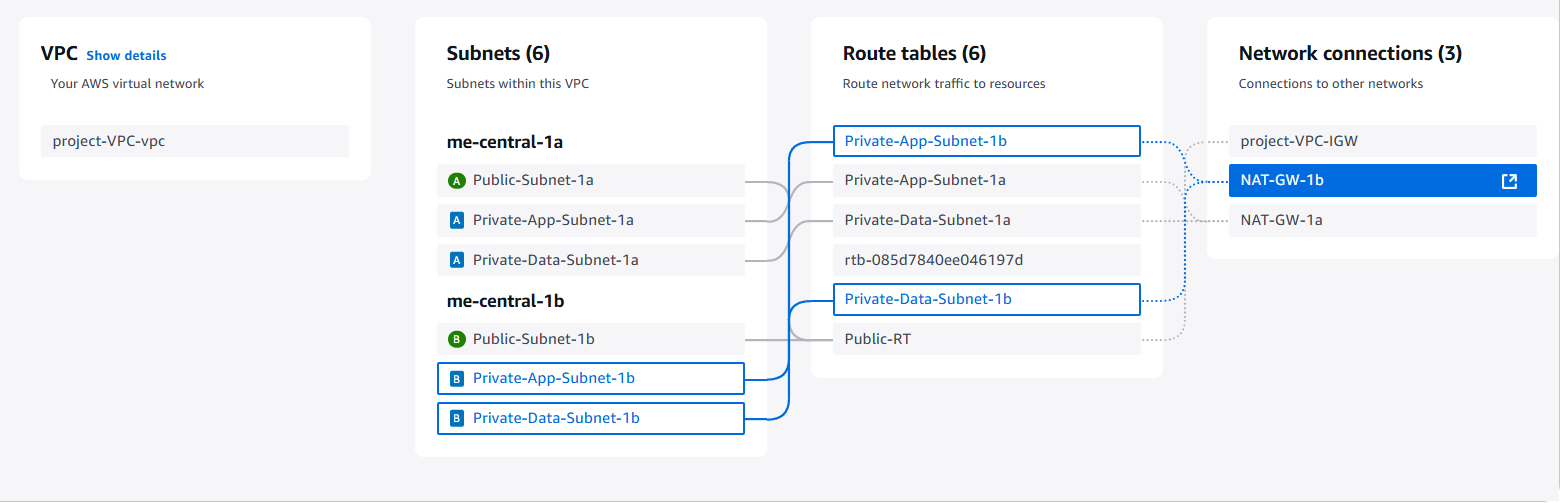 VPC Show details
Your AWS virtual network
project-VPC-vpc
Subnets (6)
Subnets within this VPC
me-central-1a
A Public-Subnet-1a
A Private-App-Subnet-1a
A Private-Data-Subnet-1a
me-central-1b
B Public-Subnet-1b
B Private-App-Subnet-1b
B Private-Data-Subnet-1b
Route tables (6)
Route network traffic to resources
Private-App-Subnet-1b
Private-App-Subnet-1a
Private-Data-Subnet-1a
rtb-085d7840ee046197d
Private-Data-Subnet-1b
Public-RT
Network connections (3)
Connections to other networks
project-VPC-IGW
NAT-GW-1b
NAT-GW-1a